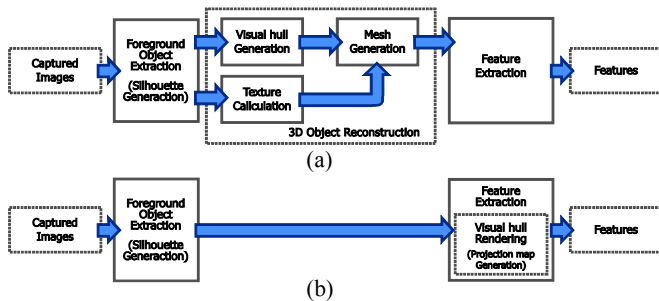 Captured
Images
Foreground
Object
Extraction
(Silhouette
Generaction)
Visual hull
Generation
Mesh
Generation
Texture
Callculation
3D Object Reconstruction
Feature
Extraction
Features
(a)
Captured
Images
Foreground
Object
Extraction
(Silhouette
Generaction)
Feature
Extraction
Visual hull
Rendering
(Projection map
Generation)
Features
(b)